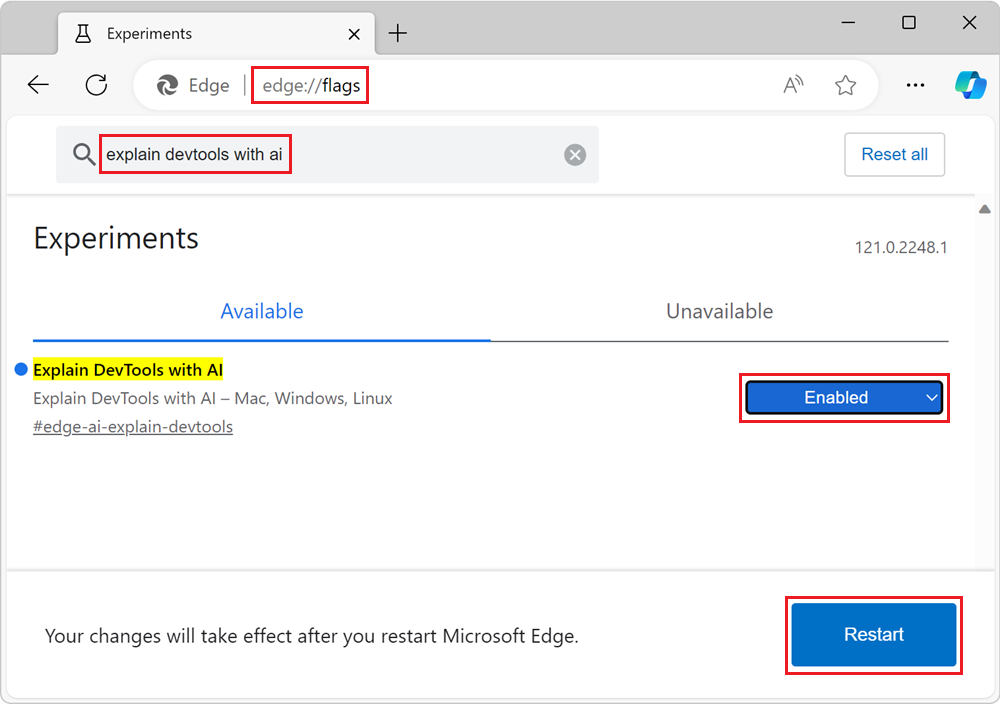 Experiments
Edge | edge://flags
explain devtools with ai
Reset all
Experiments
121.0.2248.1
Available
Unavailable
Explain DevTools with AI
Explain DevTools with AI – Mac, Windows, Linux
#edge-ai-explain-devtools
Enabled
Your changes will take effect after you restart Microsoft Edge.
Restart